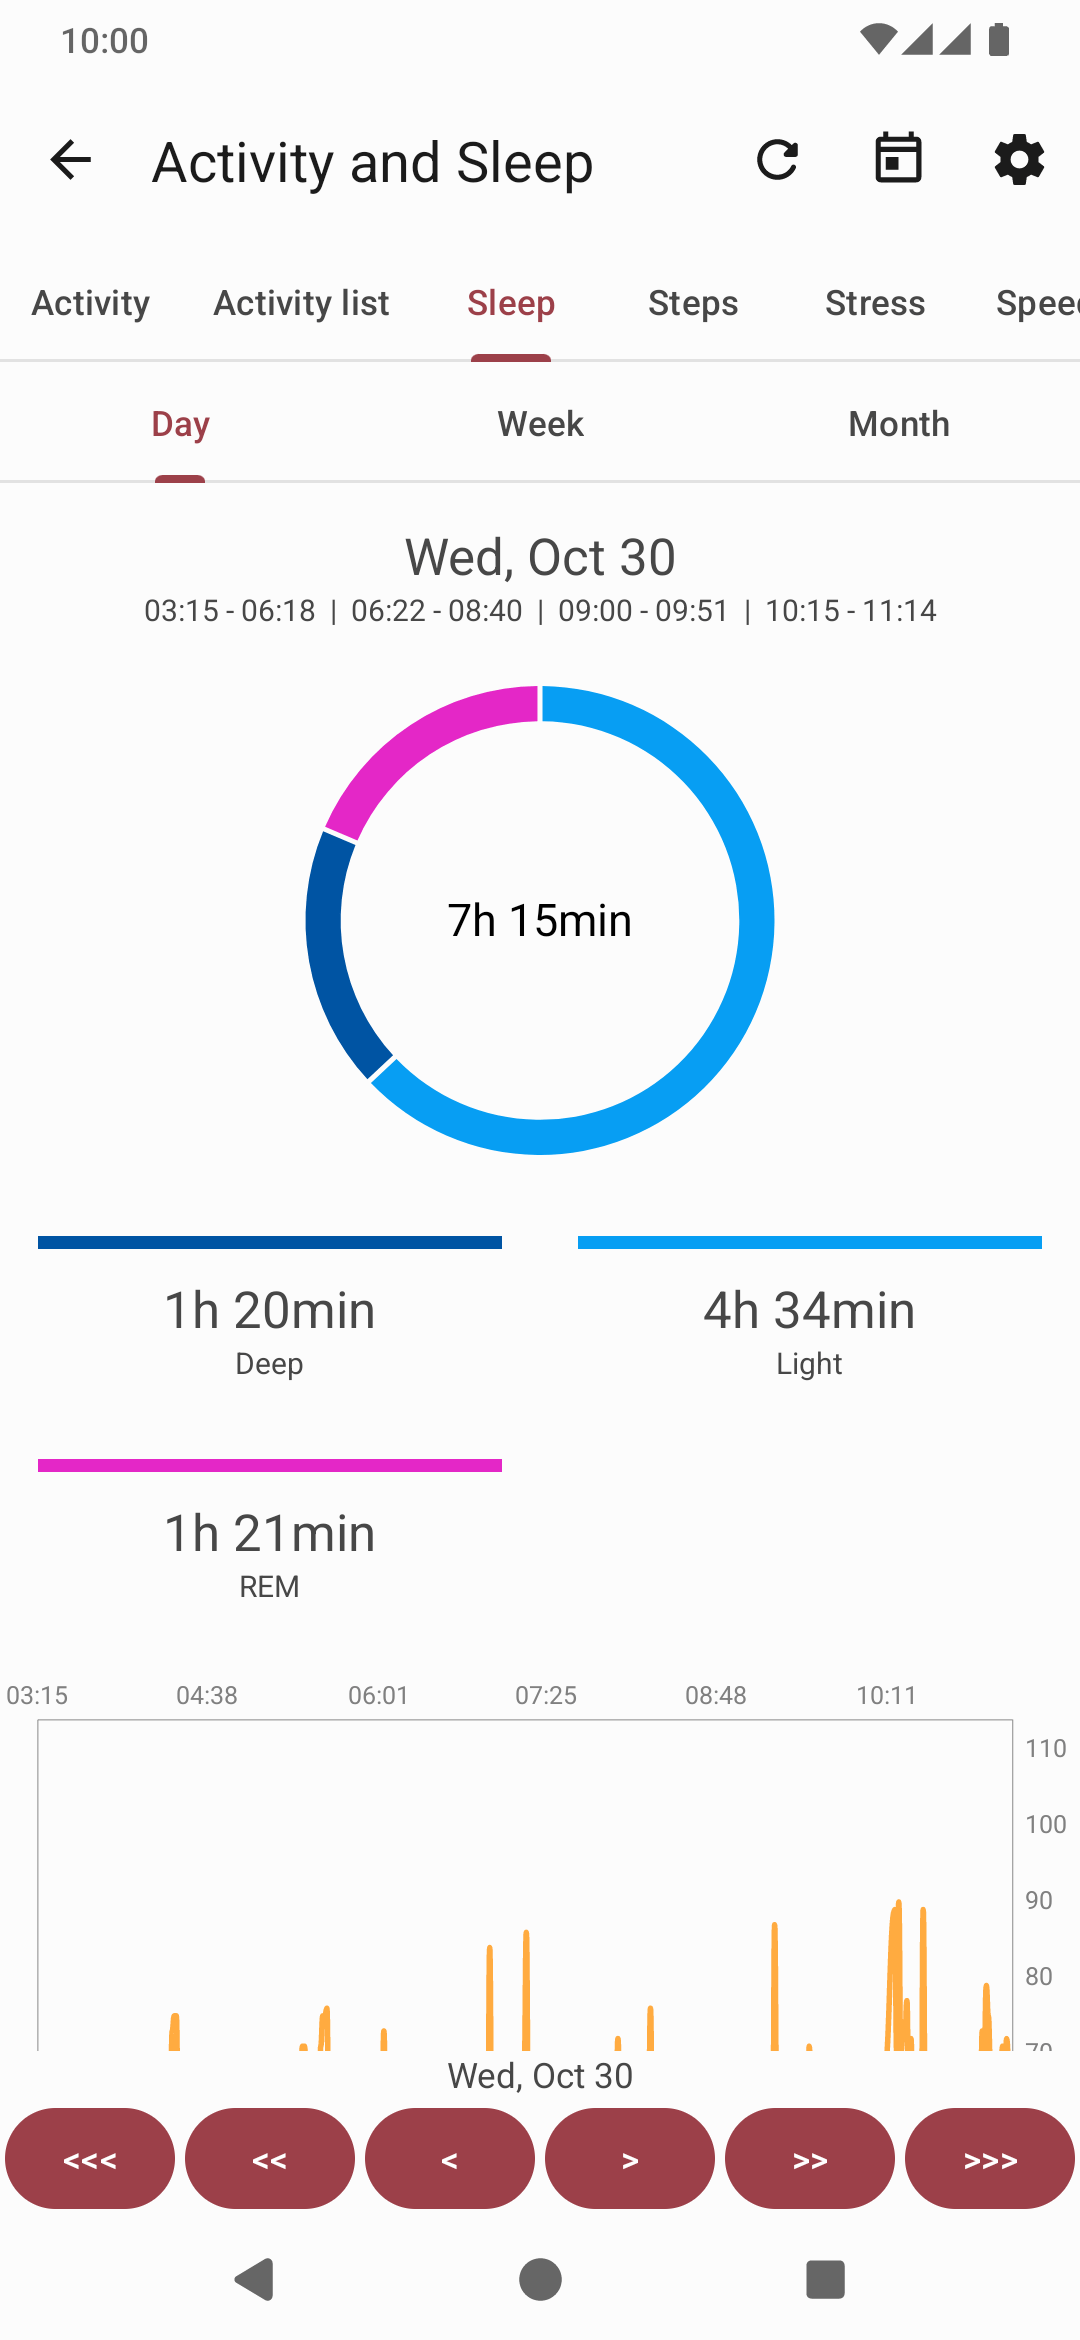 10:00
Activity and Sleep
Activity Activity list Sleep Steps Stress Speed
Day Week Month
Wed, Oct 30
03:15 - 06:18 | 06:22 - 08:40 | 09:00 - 09:51 | 10:15 - 11:14
7h 15min
1h 20min 4h 34min
Deep Light
1h 21min
REM
03:15 04:38 06:01 07:25 08:48 10:11
110
100
90
80
70
Wed, Oct 30
<<< << < > >> >>>